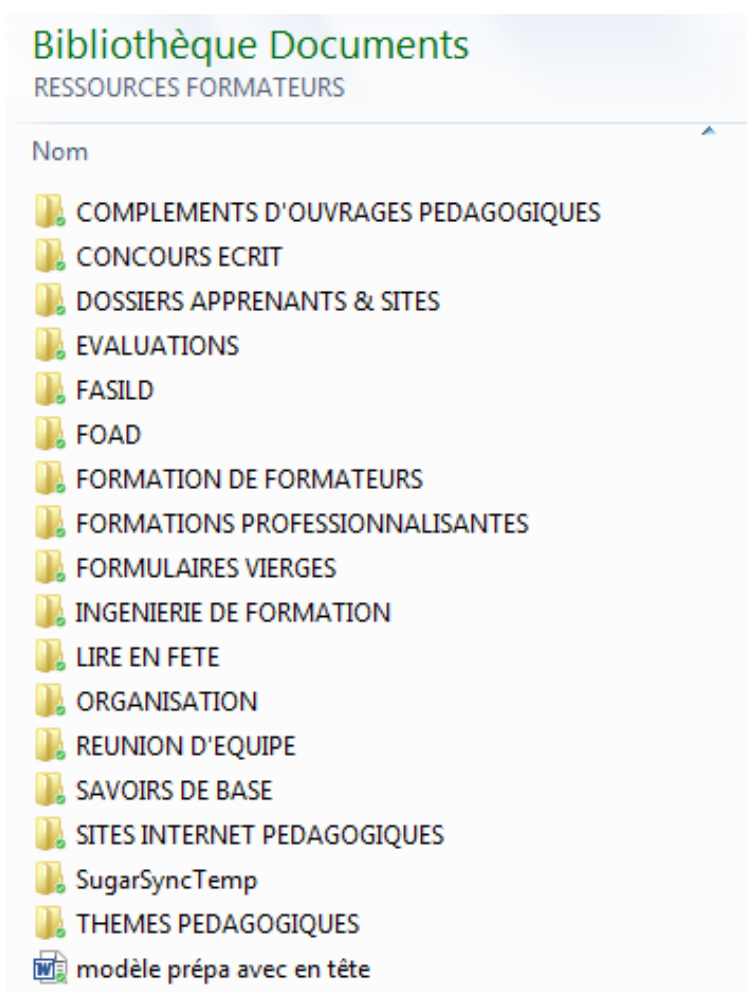 Bibliothèque Documents
RESSOURCES FORMATEURS
Nom
COMPLEMENTS D'OUVRAGES PEDAGOGIQUES
CONCOURS ECRIT
DOSSIERS APPRENANTS & SITES
EVALUATIONS
FASILD
FOAD
FORMATION DE FORMATEURS
FORMATIONS PROFESSIONNALISANTES
FORMULAIRES VIERGES
INGENIERIE DE FORMATION
LIRE EN FETE
ORGANISATION
REUNION D'EQUIPE
SAVOIRS DE BASE
SITES INTERNET PEDAGOGIQUES
SugarSyncTemp
THEMES PEDAGOGIQUES
modèle prépa avec en tête